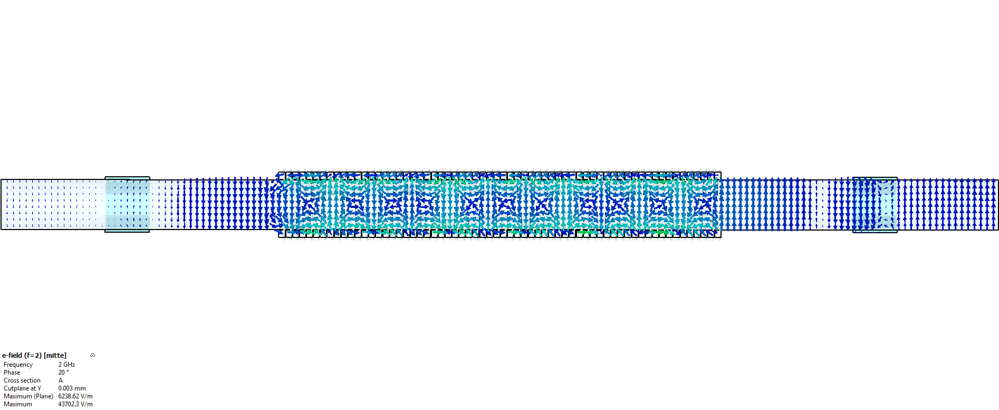 e-field (f=2) [mitte]
Frequency 2 GHz
Phase 20 °
Cross section A
Cutplane at Y 0.003 mm
Maximum (Plane) 6238.62 V/m
Maximum 43702.3 V/m